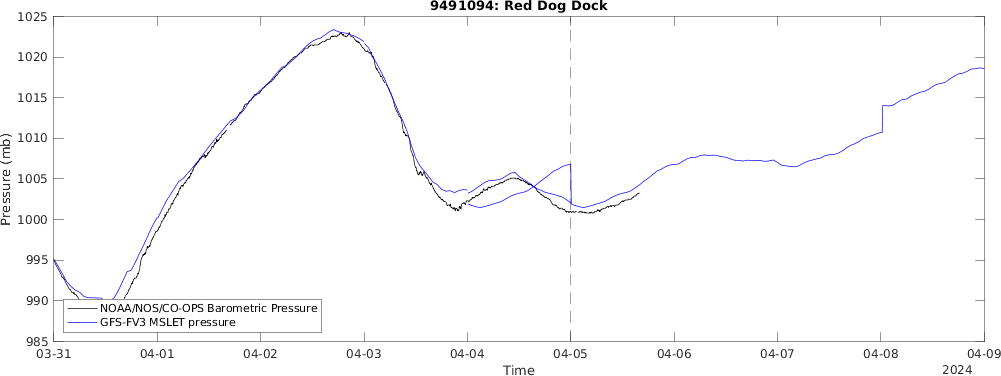 9491094: Red Dog Dock
1025
1020
1015
1010
1005
1000
995
990
985
Pressure (mb)
NOAA/NOS/CO-OPS Barometric Pressure
GFS-FV3 MSLET pressure
03-31 04-01 04-02 04-03 04-04 04-05 04-06 04-07 04-08 04-09
Time
2024